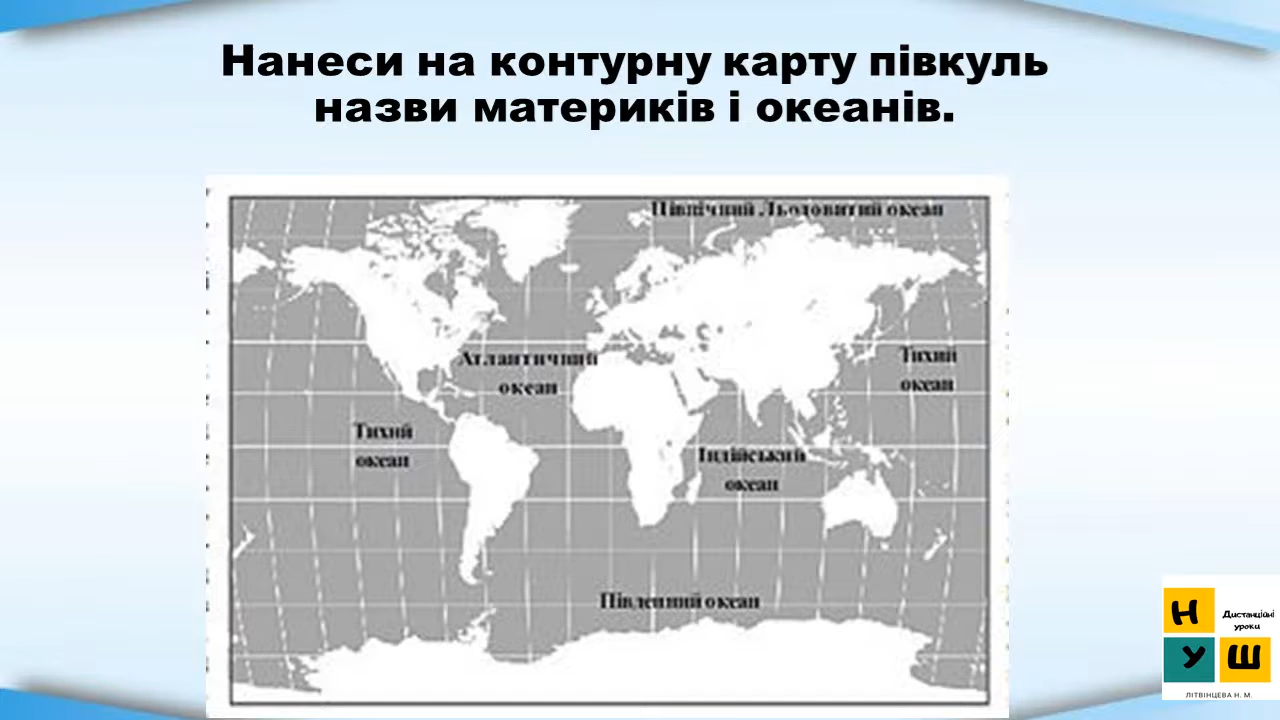 Нанеси на контурну карту півкуль
назви материків і океанів.
Північний Льодовитий океан
Атлантичний
океан
Тихий
океан
Тихий
океан
Індійський
океан
Південний океан
Н
Дистанційні
уроки
У Ш
ЛІТВІНЦЕВА Н. М.